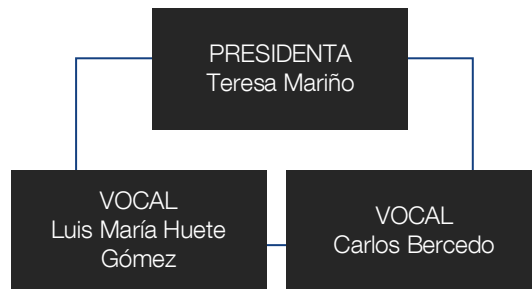 PRESIDENTA
Teresa Mariño
VOCAL
Luis María Huete
Gómez
VOCAL
Carlos Bercedo